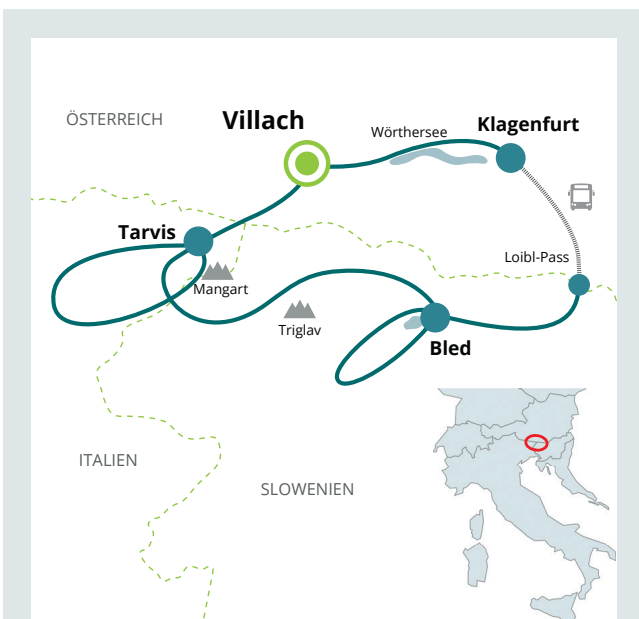 ÖSTERREICH
Villach
Wörthersee
Klagenfurt
Tarvis
Loibl-Pass
Mangart
Triglav
Bled
ITALIEN
SLOWENIEN